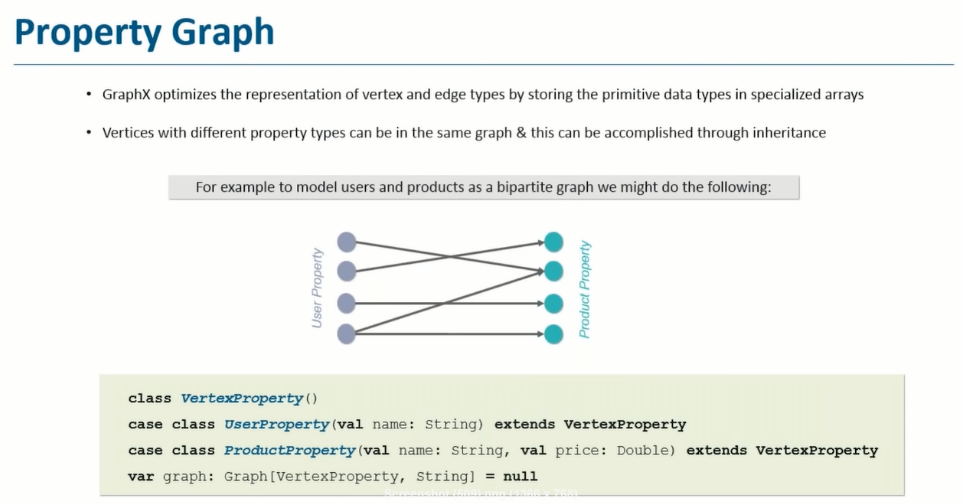 Property Graph
• GraphX optimizes the representation of vertex and edge types by storing the primitive data types in specialized arrays
• Vertices with different property types can be in the same graph & this can be accomplished through inheritance
For example to model users and products as a bipartite graph we might do the following:
User Property
Product Property
class VertexProperty()
case class UserProperty(val name: String) extends VertexProperty
case class ProductProperty(val name: String, val price: Double) extends VertexProperty
var graph: Graph[VertexProperty, String] = null